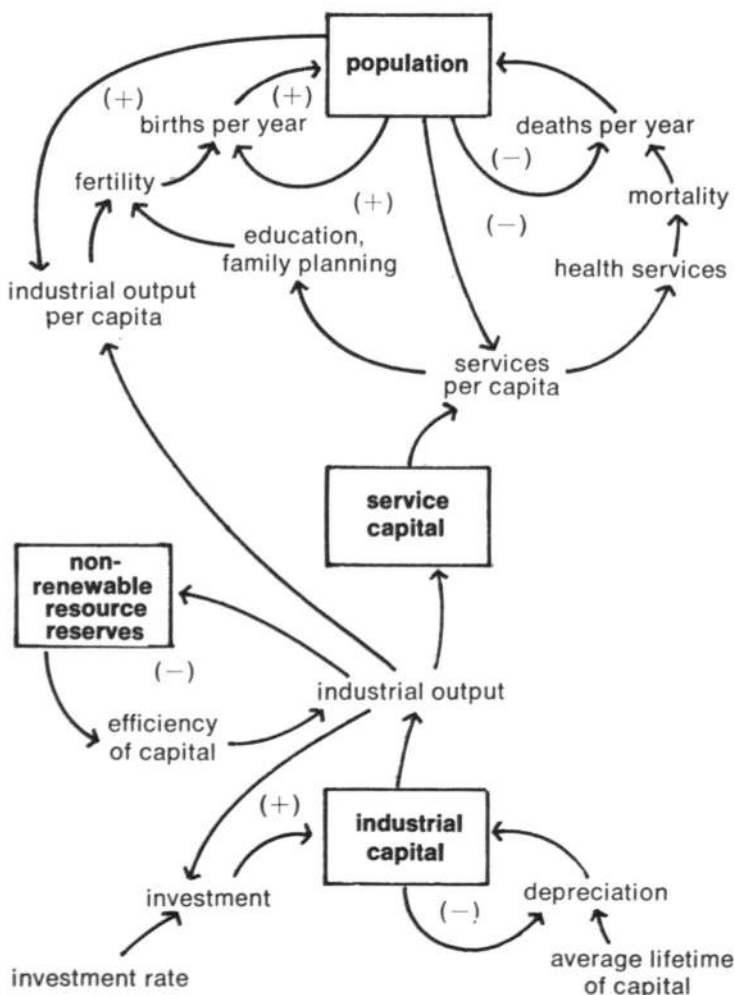 population
(+)
(+)
births per year
deaths per year
(−)
fertility
(+)
(−)
mortality
education,
family planning
health services
industrial output
per capita
services
per capita
service
capital
non-
renewable
resource
reserves
(−)
industrial output
efficiency
of capital
(+)
industrial
capital
investment
(−)
depreciation
investment rate
average lifetime
of capital